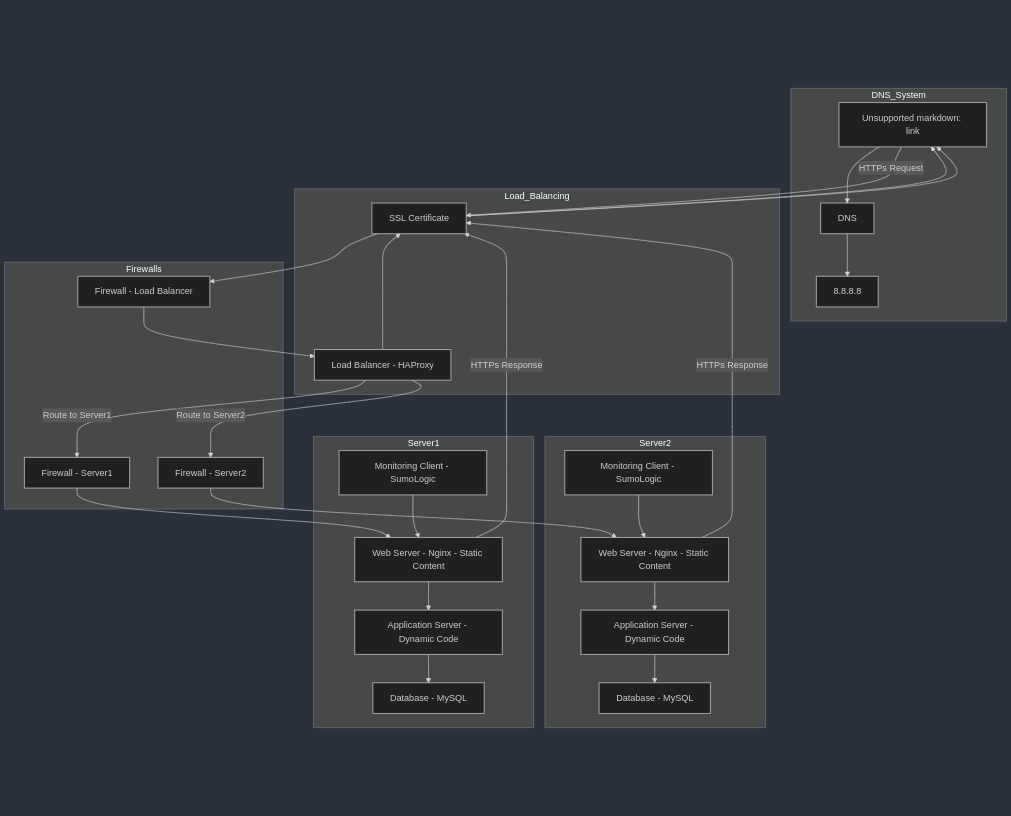 DNS_System
Unsupported markdown:
link
HTTPs Request
DNS
8.8.8.8
Load_Balancing
SSL Certificate
Load Balancer - HAProxy
HTTPs Response
HTTPs Response
Firewalls
Firewall - Load Balancer
Route to Server1
Route to Server2
Firewall - Server1
Firewall - Server2
Server1
Monitoring Client -
SumoLogic
Web Server - Nginx - Static
Content
Application Server -
Dynamic Code
Database - MySQL
Server2
Monitoring Client -
SumoLogic
Web Server - Nginx - Static
Content
Application Server -
Dynamic Code
Database - MySQL